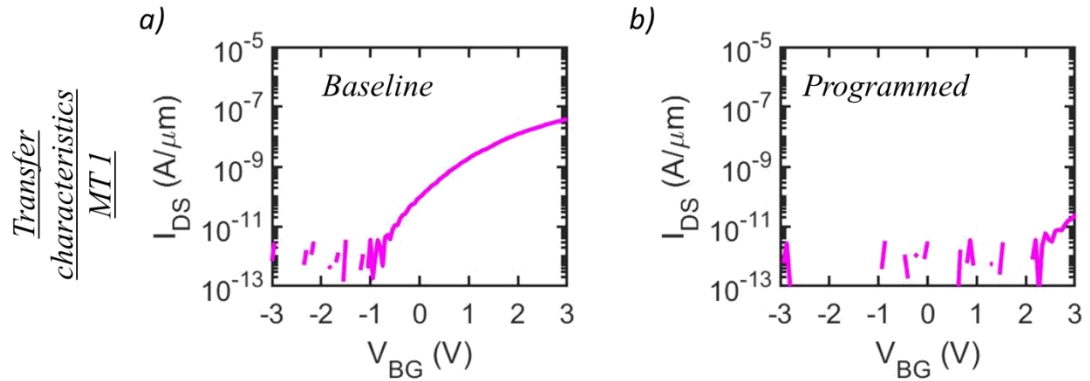 a)
b)
Transfer
characteristics
MT 1
Baseline
I_DS (A/μm)
10^-5
10^-7
10^-9
10^-11
10^-13
-3 -2 -1 0 1 2 3
V_BG (V)
Programmed
I_DS (A/μm)
10^-5
10^-7
10^-9
10^-11
10^-13
-3 -2 -1 0 1 2 3
V_BG (V)